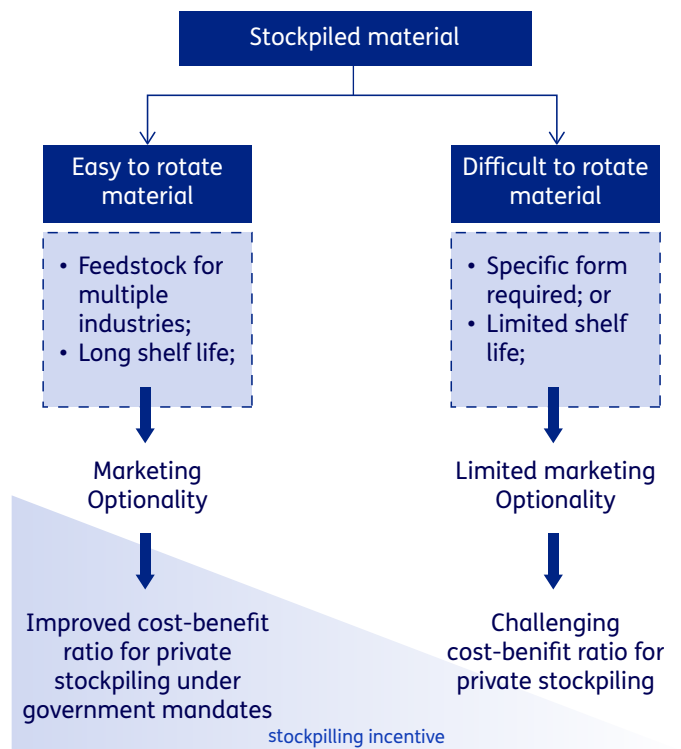 Stockpiled material
Easy to rotate
material
• Feedstock for
multiple
industries;
• Long shelf life;
Marketing
Optionality
Improved cost-benefit
ratio for private
stockpiling under
government mandates
Difficult to rotate
material
• Specific form
required; or
• Limited shelf
life;
Limited marketing
Optionality
Challenging
cost-benifit ratio for
private stockpiling
stockpilling incentive